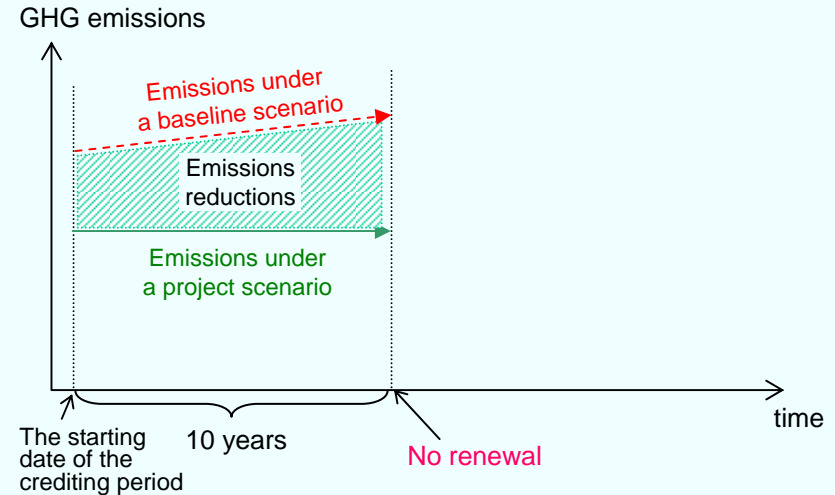 GHG emissions
Emissions under
a baseline scenario
Emissions
reductions
Emissions under
a project scenario
time
The starting
date of the
crediting period
10 years
No renewal